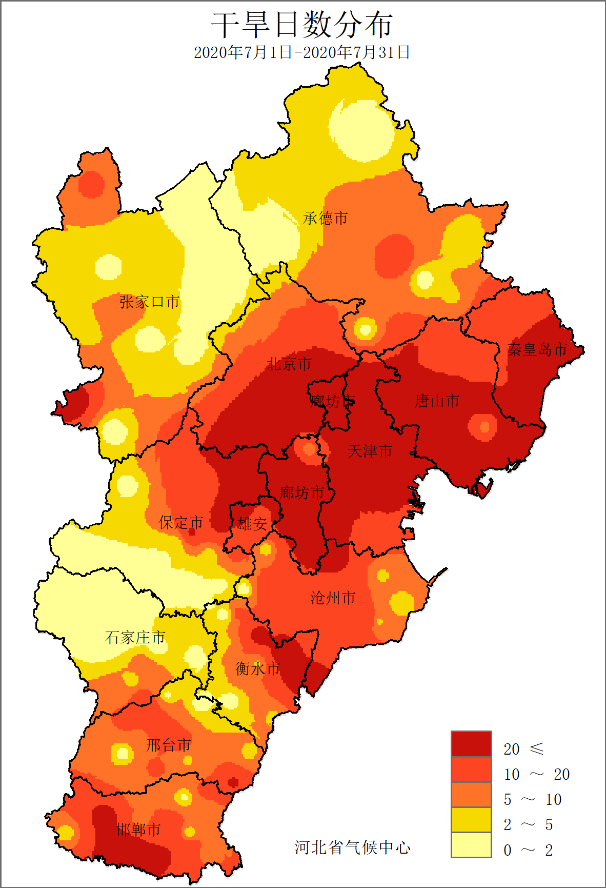 干旱日数分布
2020年7月1日-2020年7月31日
承德市
张家口市
秦皇岛市
北京市
廊坊市
唐山市
天津市
廊坊市
保定市
雄安
沧州市
石家庄市
衡水市
邢台市
邯郸市
20 ≤
10 ～ 20
5 ～ 10
2 ～ 5
0 ～ 2
河北省气候中心